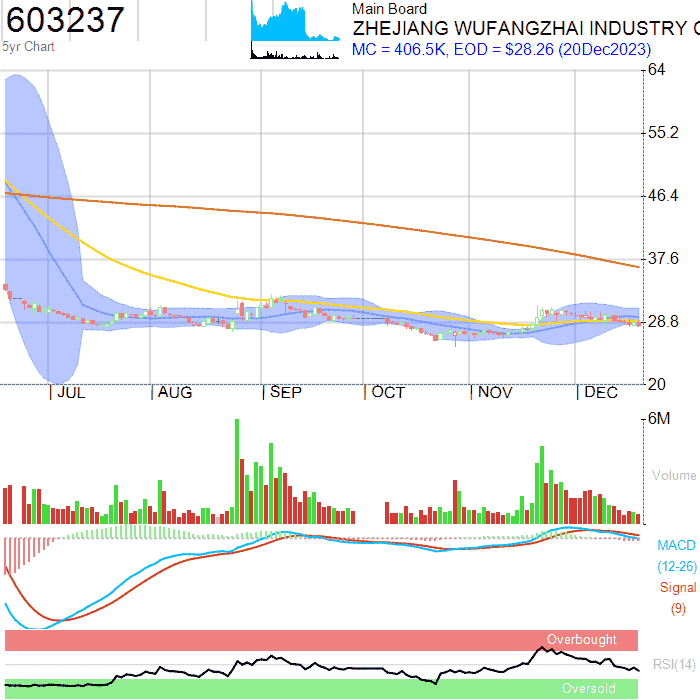 603237
5yr Chart
Main Board
ZHEJIANG WUFANGZHAI INDUSTRY
MC = 406.5K, EOD = $28.26 (20Dec2023)
64
55.2
46.4
37.6
28.8
20
JUL AUG SEP OCT NOV DEC
6M
Volume
MACD
(12-26)
Signal
(9)
Overbought
RSI(14)
Oversold